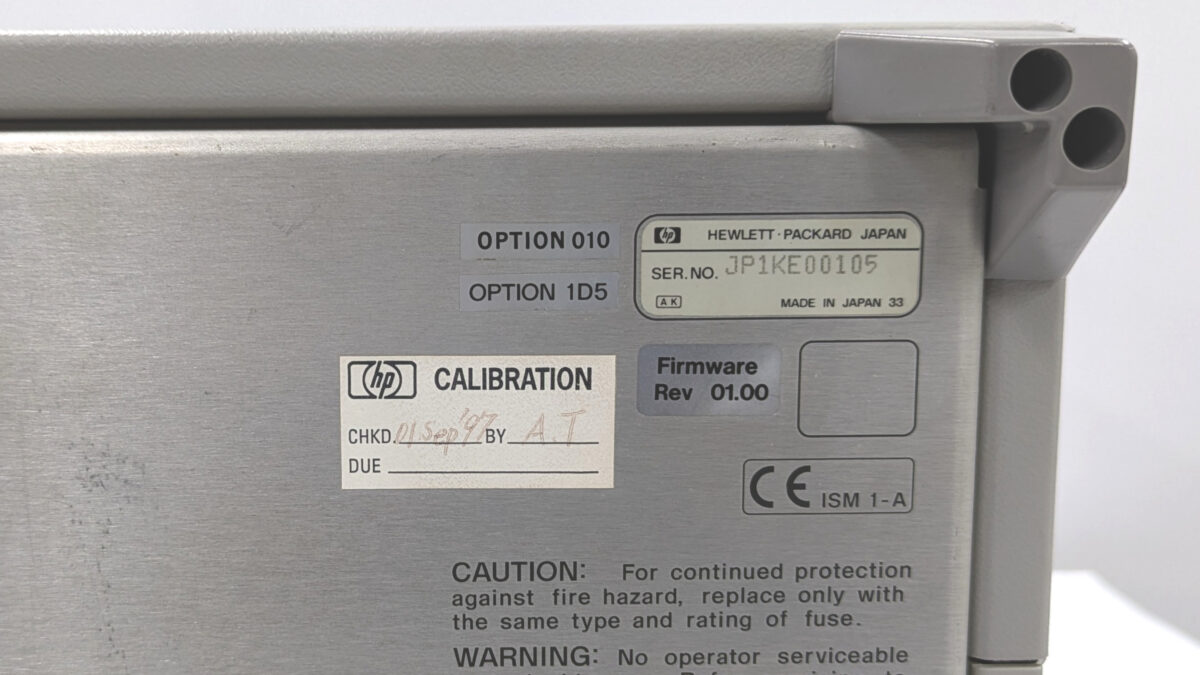 OPTION 010
OPTION 1D5
hp HEWLETT·PACKARD JAPAN
SER.NO. JP1KE00105
AK MADE IN JAPAN 33
hp CALIBRATION
CHKD. 01 Sep '97 BY A.T
DUE
Firmware
Rev 01.00
CE ISM 1-A
CAUTION: For continued protection
against fire hazard, replace only with
the same type and rating of fuse.
WARNING: No operator serviceable